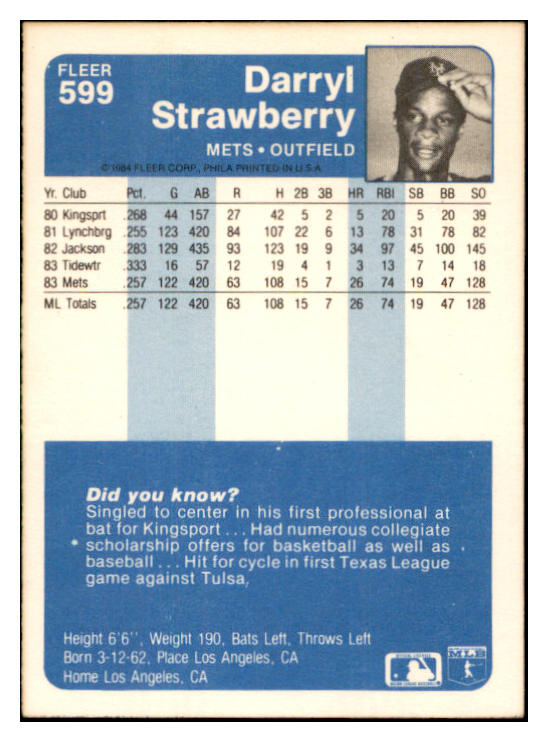 FLEER
599
Darryl
Strawberry
METS • OUTFIELD
©1984 FLEER CORP., PHILA PRINTED IN U.S.A.
Yr. Club Pct. G AB R H 2B 3B HR RBI SB BB SO
80 Kingsprt .268 44 157 27 42 5 2 5 20 5 20 39
81 Lynchbrg .255 123 420 84 107 22 6 13 78 31 78 82
82 Jackson .283 129 435 93 123 19 9 34 97 45 100 145
83 Tidewtr .333 16 57 12 19 4 1 3 13 7 14 18
83 Mets .257 122 420 63 108 15 7 26 74 19 47 128
ML Totals .257 122 420 63 108 15 7 26 74 19 47 128
Did you know?
Singled to center in his first professional at
bat for Kingsport . . . Had numerous collegiate
scholarship offers for basketball as well as
baseball . . . Hit for cycle in first Texas League
game against Tulsa.
Height 6'6'', Weight 190, Bats Left, Throws Left
Born 3-12-62, Place Los Angeles, CA
Home Los Angeles, CA